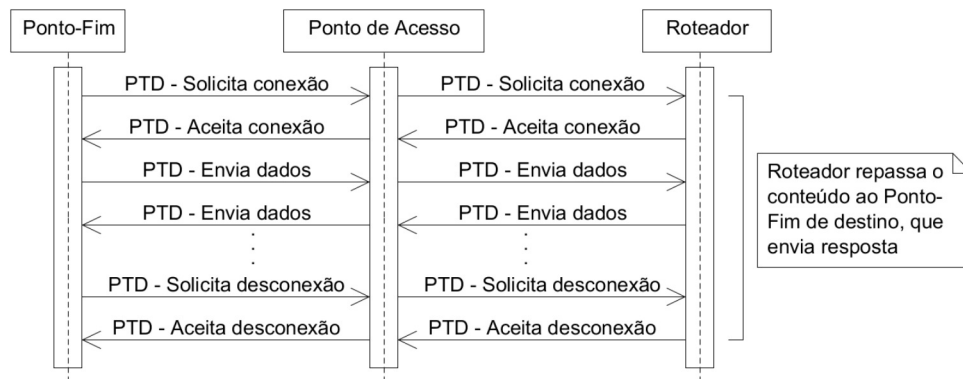 Ponto-Fim
Ponto de Acesso
Roteador
PTD - Solicita conexão
PTD - Solicita conexão
PTD - Aceita conexão
PTD - Aceita conexão
PTD - Envia dados
PTD - Envia dados
PTD - Envia dados
PTD - Envia dados
PTD - Solicita desconexão
PTD - Solicita desconexão
PTD - Aceita desconexão
PTD - Aceita desconexão
Roteador repassa o
conteúdo ao Ponto-
Fim de destino, que
envia resposta